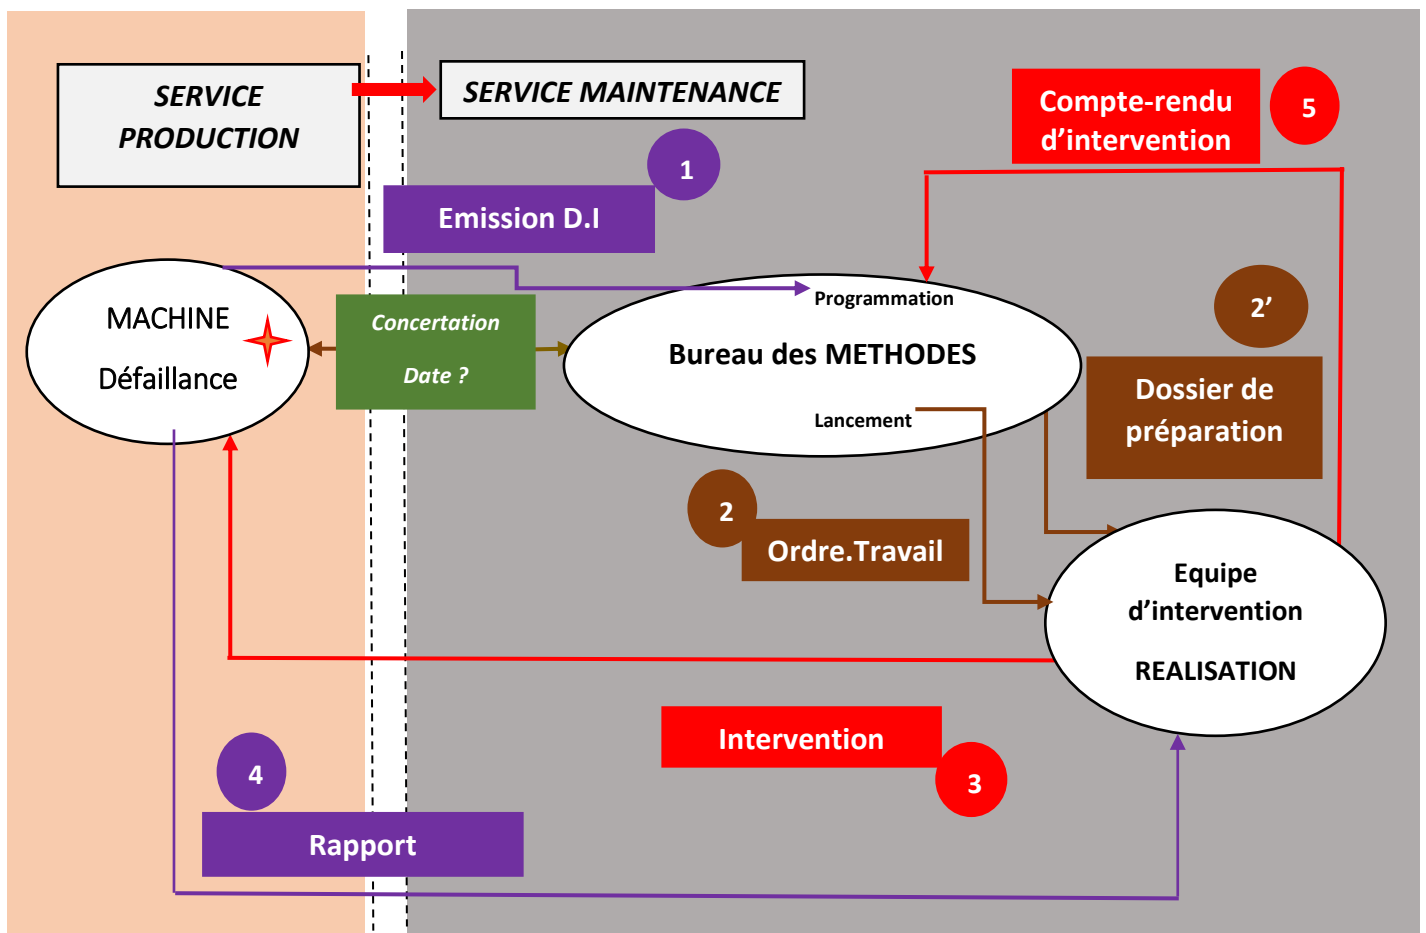 SERVICE
PRODUCTION
SERVICE MAINTENANCE
Compte-rendu
d’intervention
5
1
Emission D.I
MACHINE
Défaillance
Concertation
Date ?
Programmation
Bureau des METHODES
Lancement
2’
Dossier de
préparation
2
Ordre.Travail
Equipe
d’intervention
REALISATION
Intervention
3
4
Rapport